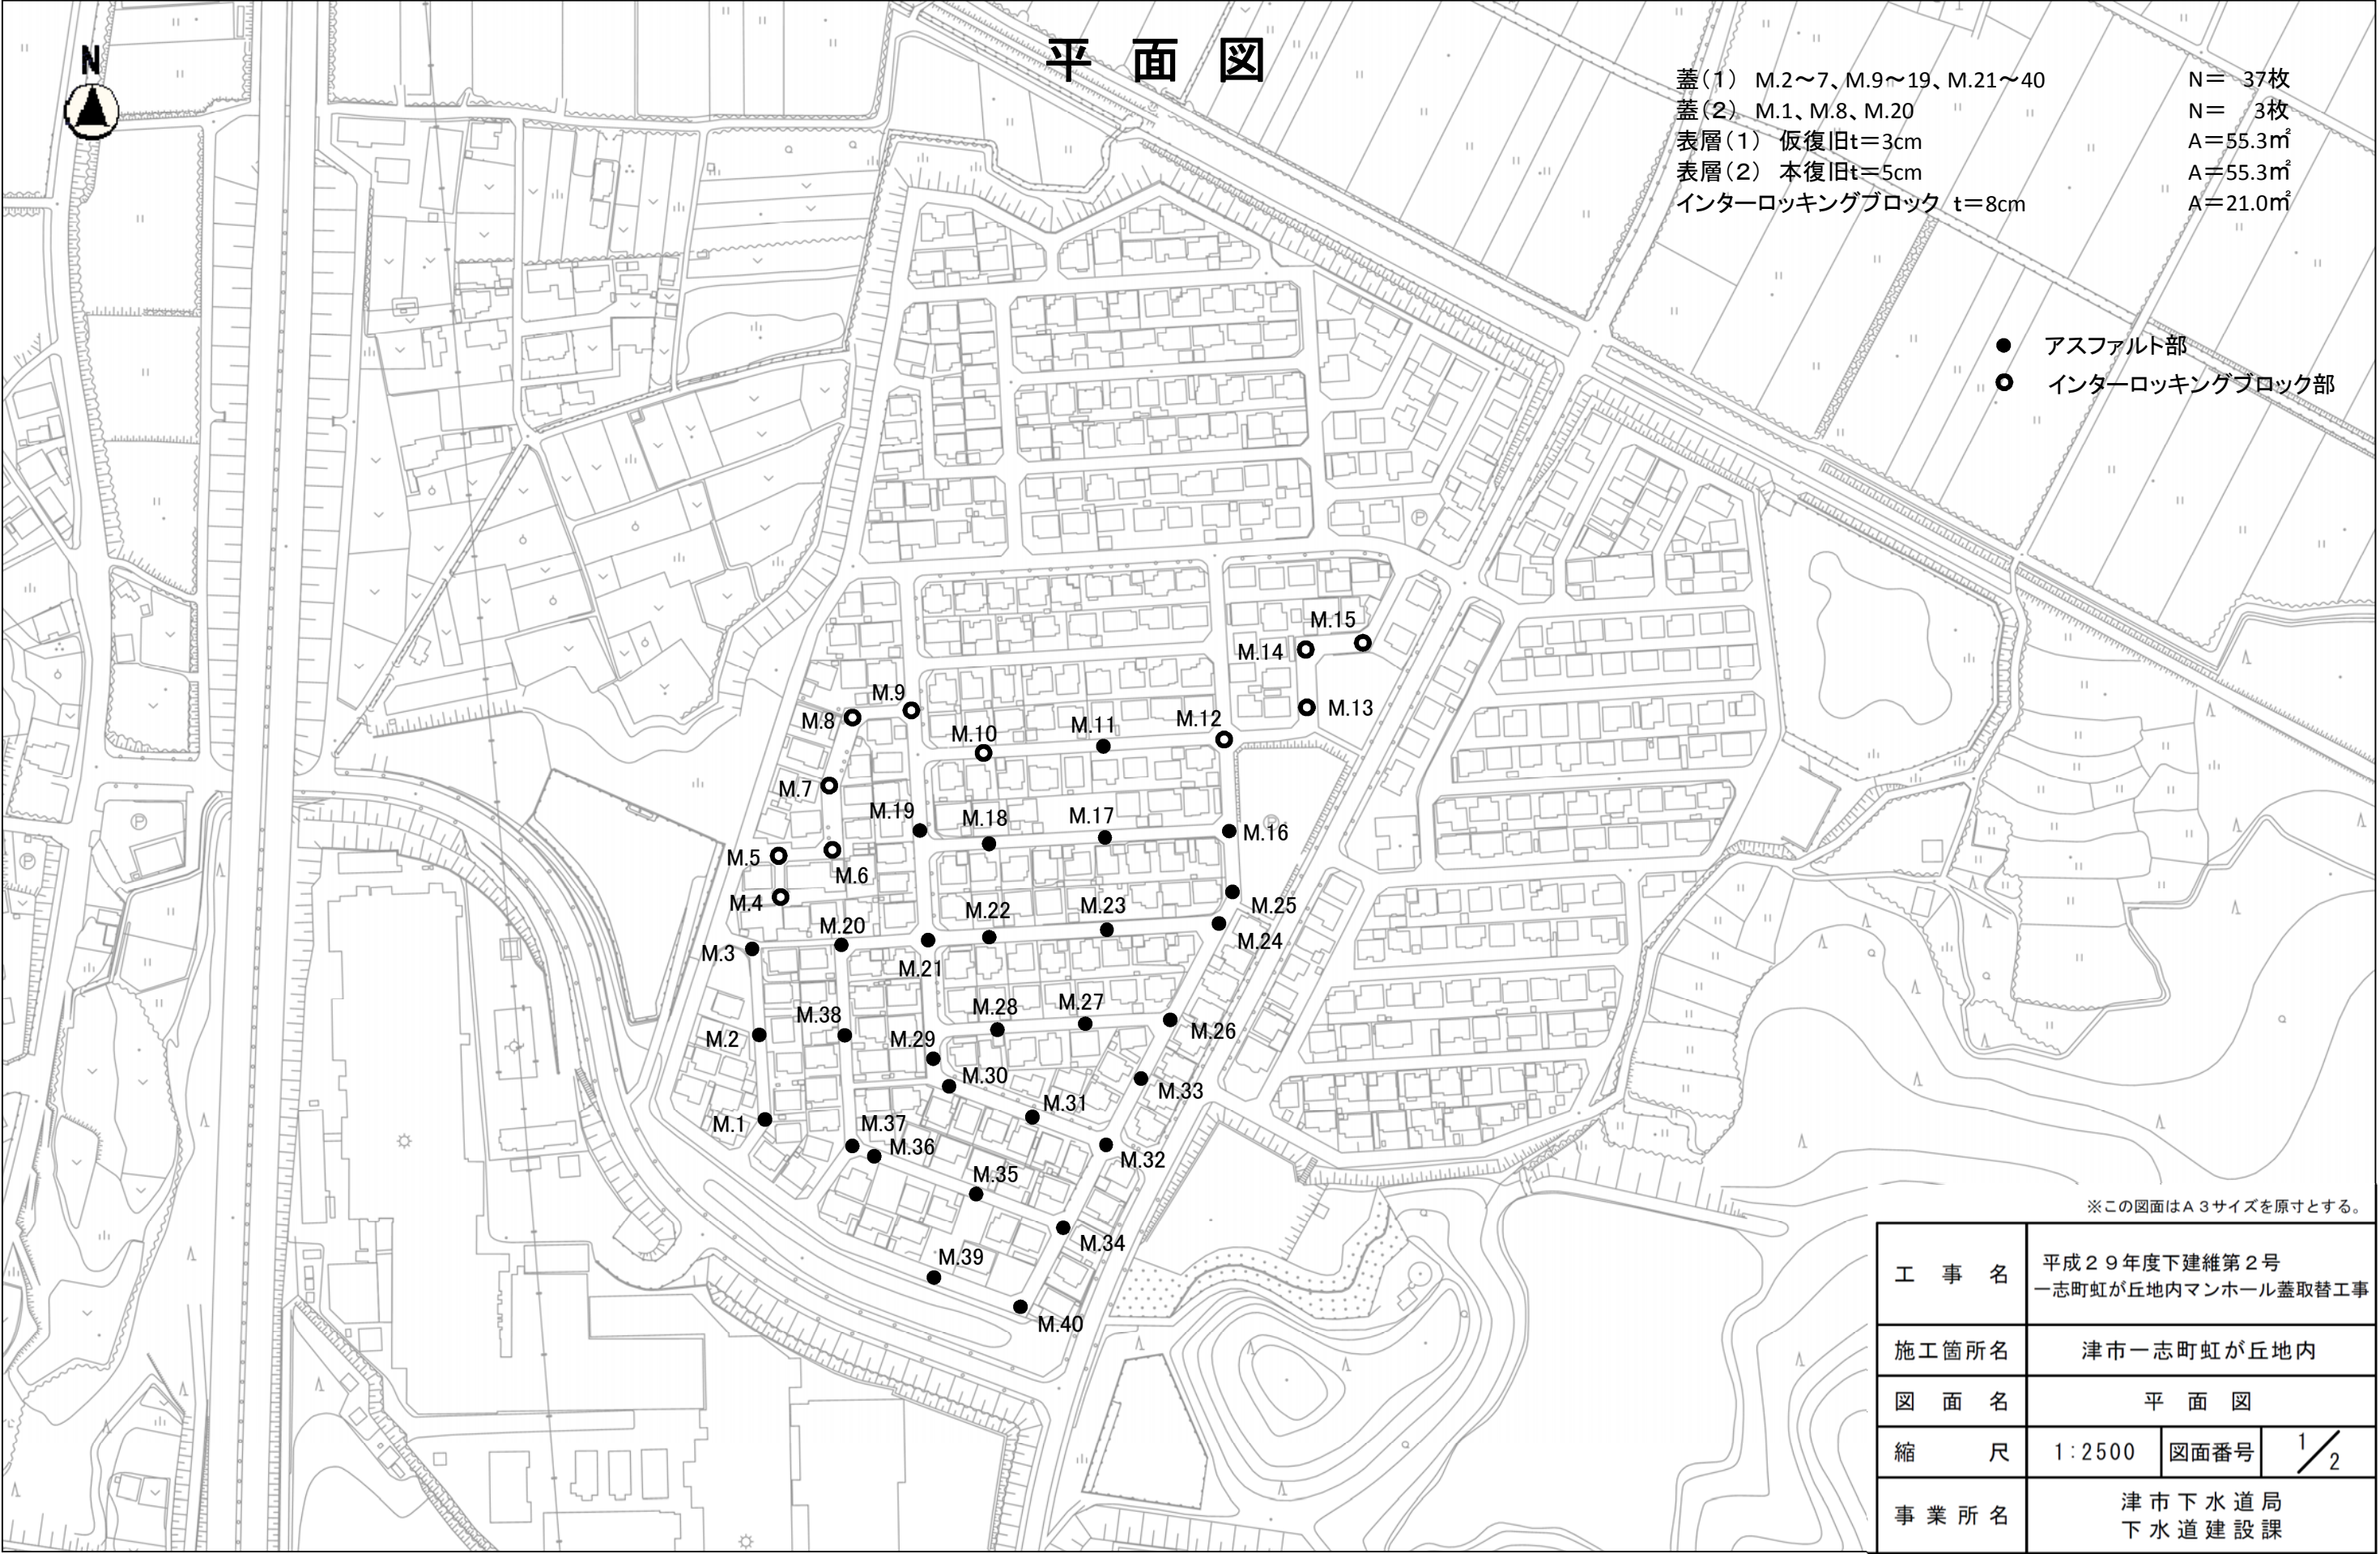 平 面 図
N
蓋(1) M.2~7、M.9~19、M.21~40 N= 37枚
蓋(2) M.1、M.8、M.20 N= 3枚
表層(1) 仮復旧t=3cm A=55.3㎡
表層(2) 本復旧t=5cm A=55.3㎡
インターロッキングブロック t=8cm A=21.0㎡
● アスファルト部
インターロッキングブロック部
M.15
M.14
M.13
M.9
M.8
M.12
M.11
M.10
M.7
M.19
M.18
M.17
M.16
M.5
M.6
M.4
M.25
M.23
M.22
M.20
M.24
M.3
M.21
M.28
M.27
M.38
M.26
M.2
M.29
M.30
M.33
M.31
M.1
M.37
M.36
M.32
M.35
M.34
M.39
M.40
P
P
P
P
※この図面はA3サイズを原寸とする。
工 事 名 平成29年度下建維第2号
一志町虹が丘地内マンホール蓋取替工事
施工箇所名 津市一志町虹が丘地内
図 面 名 平 面 図
縮 尺 1:2500 図面番号 1/2
事 業 所 名 津市下水道局
下水道建設課